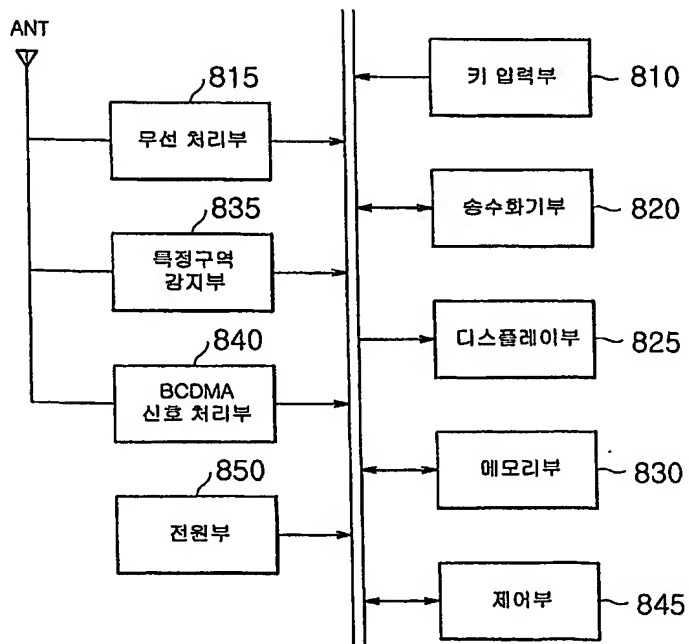 ANT
815
무선 처리부
835
특정구역
감지부
840
BCDMA
신호 처리부
850
전원부
키 입력부
810
송수화기부
820
디스플레이부
825
메모리부
830
제어부
845